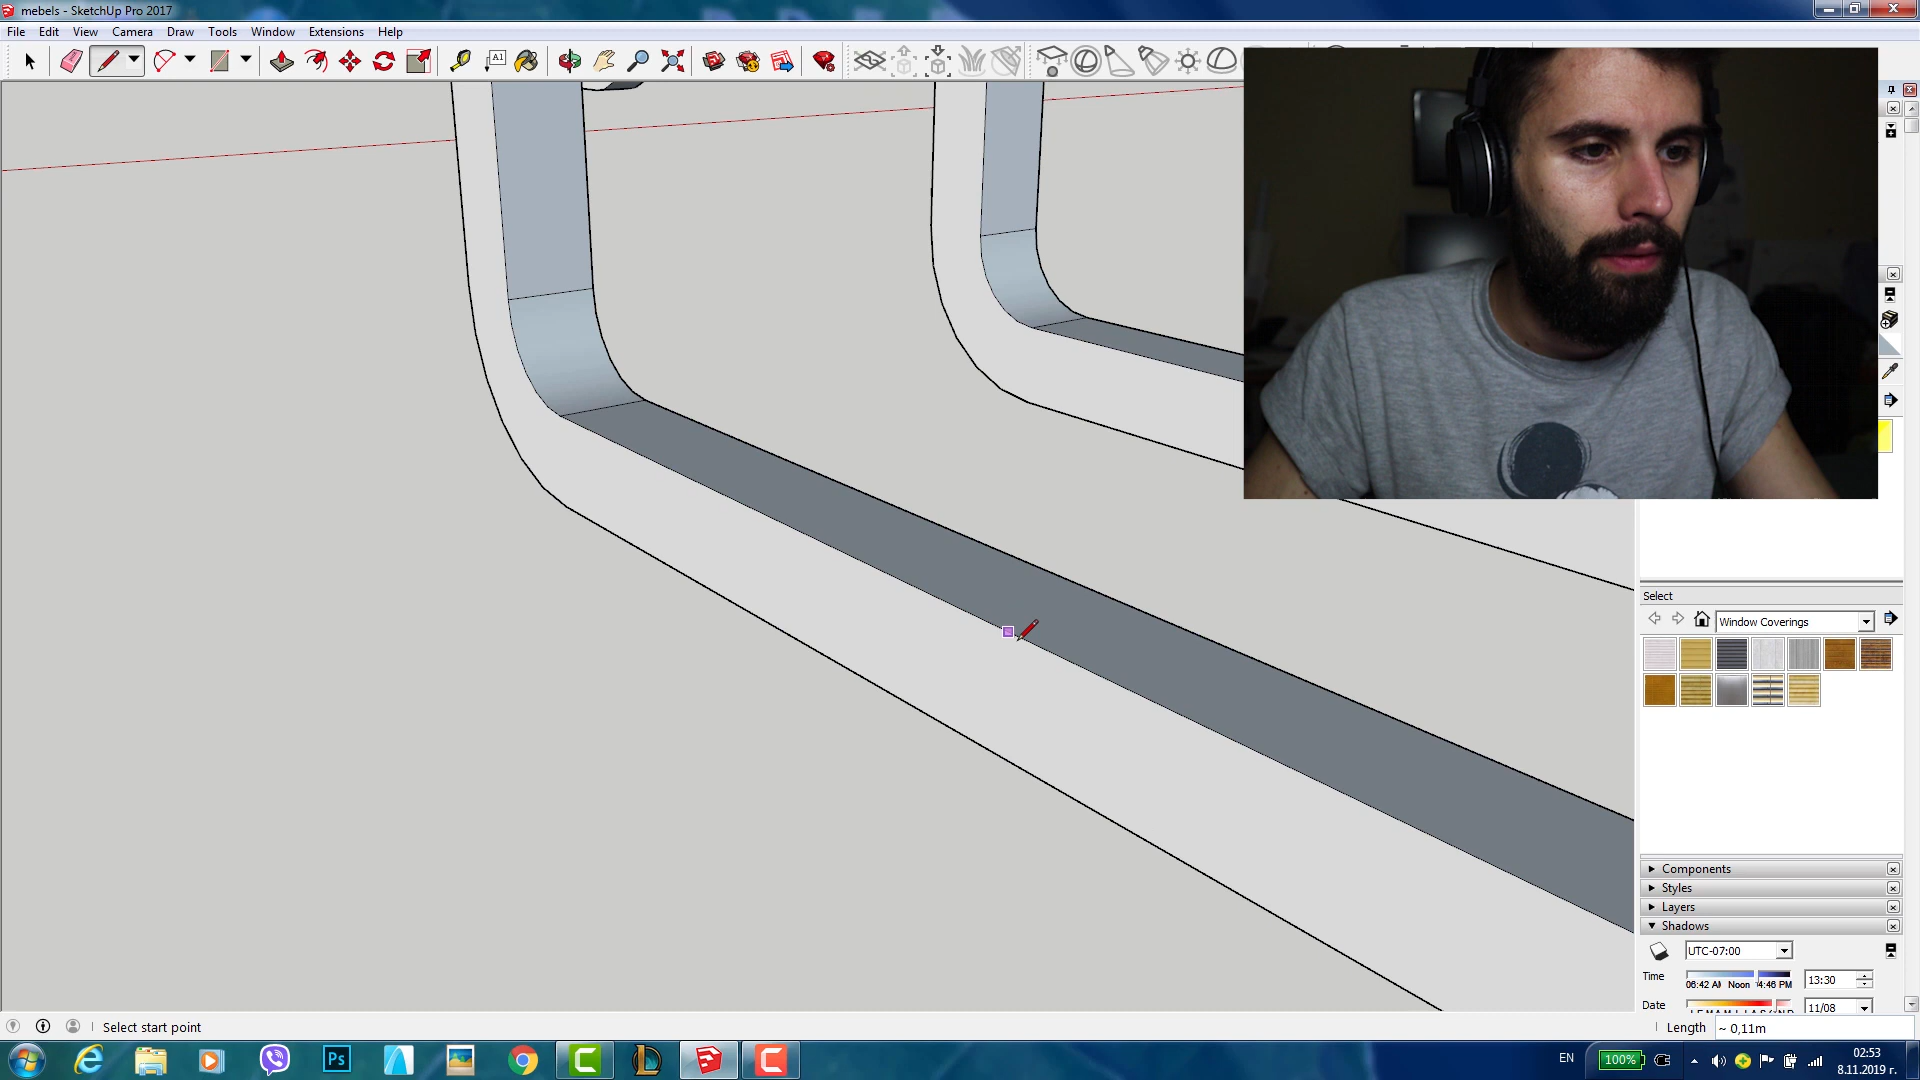 mebels - SketchUp Pro 2017
File Edit View Camera Draw Tools Window Extensions Help
A1
Select
Window Coverings
Components
Styles
Layers
Shadows
UTC-07:00
Time
06:42 AM Noon 4:46 PM
13:30
Date
J F M A M J J A S O N D
11/08
Select start point
Length ~ 0,11m
Ps
EN
100%
02:53
8.11.2019 г.